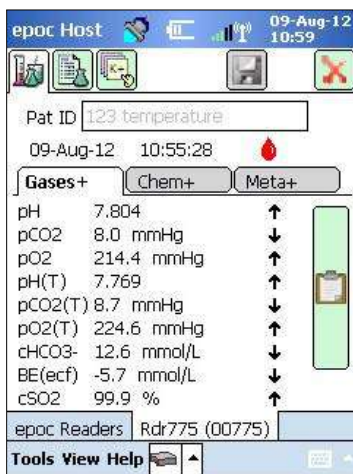 epoc Host 09-Aug-12
10:59
Pat ID 123 temperature
09-Aug-12 10:55:28
Gases+ Chem+ Meta+
pH 7.804 ↑
pCO2 8.0 mmHg ↓
pO2 214.4 mmHg ↑
pH(T) 7.769 ↑
pCO2(T) 8.7 mmHg ↓
pO2(T) 224.6 mmHg ↑
cHCO3- 12.6 mmol/L ↓
BE(ecf) -5.7 mmol/L ↓
cSO2 99.9 % ↑
epoc Readers Rdr775 (00775)
Tools View Help